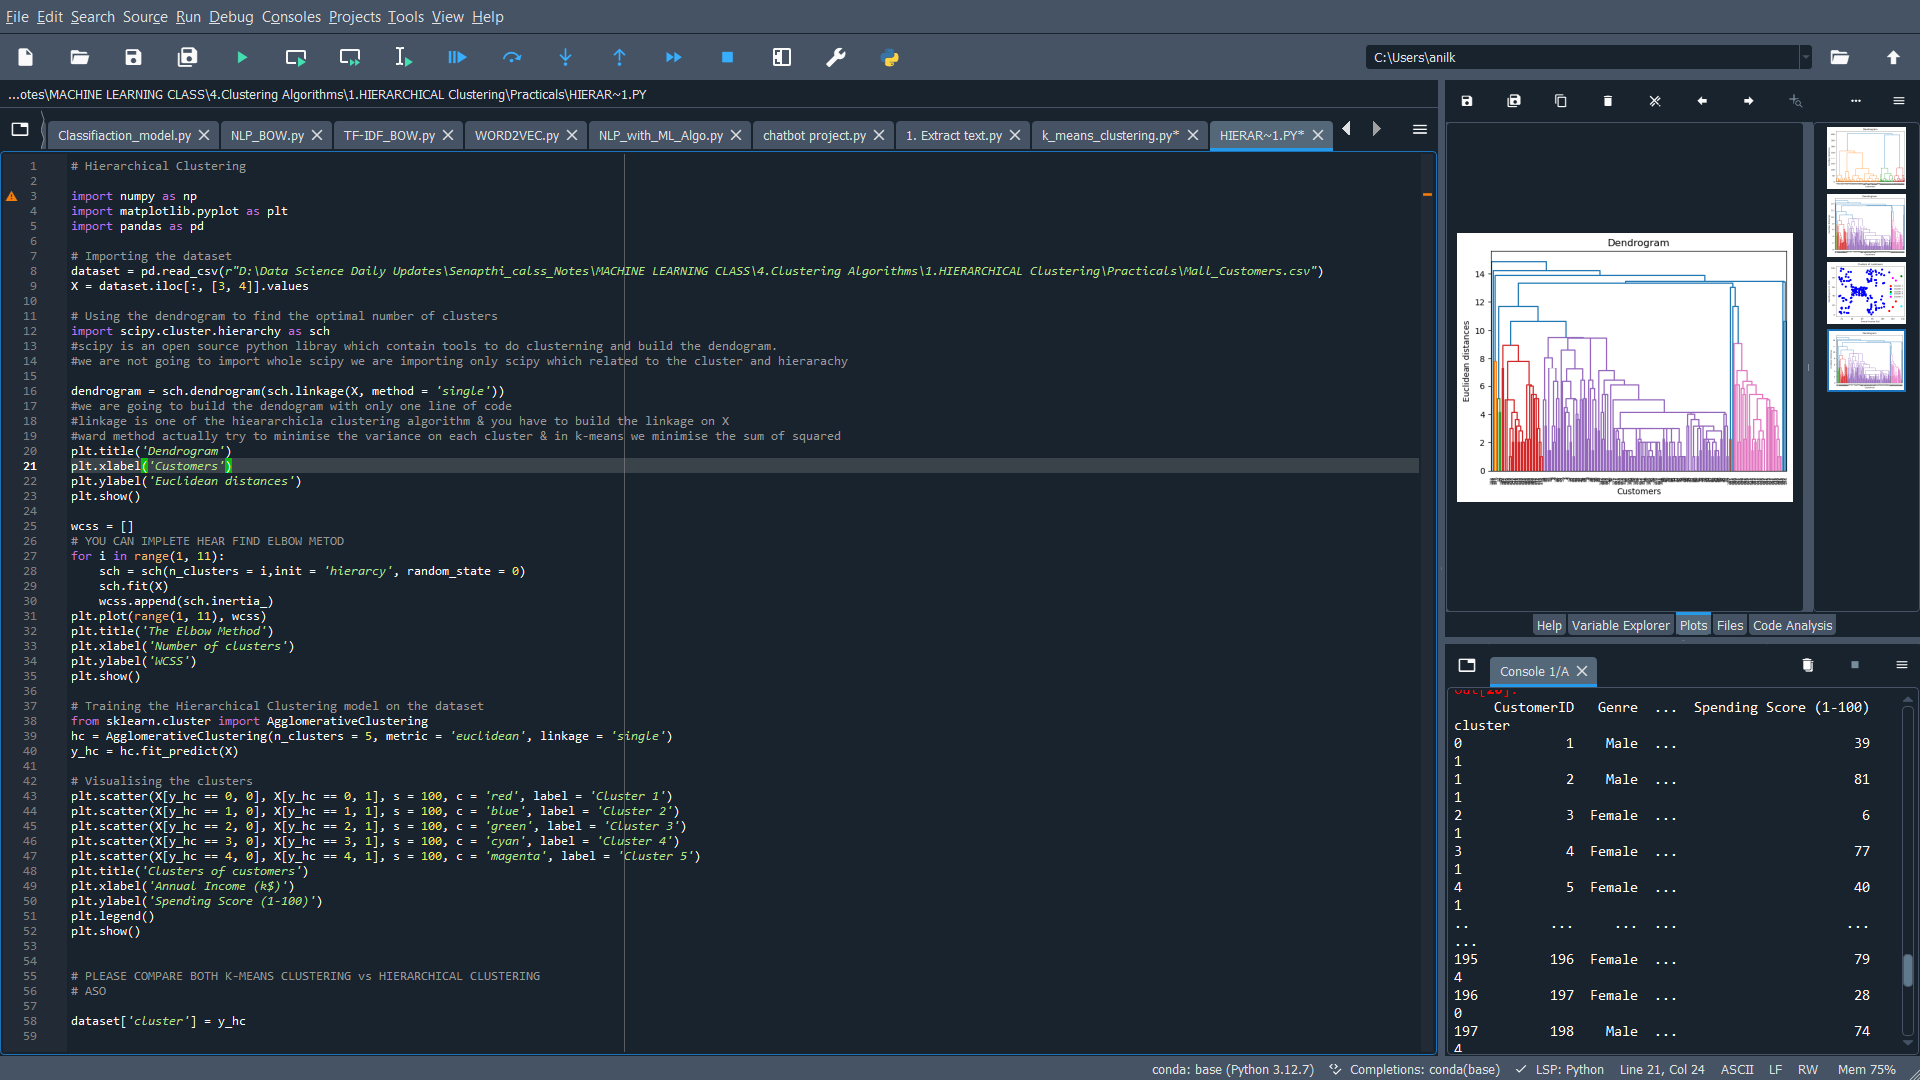 File Edit Search Source Run Debug Consoles Projects Tools View Help
C:\Users\anilk
...otes\MACHINE LEARNING CLASS\4.Clustering Algorithms\1.HIERARCHICAL Clustering\Practicals\HIERAR~1.PY
Classifiaction_model.py NLP_BOW.py TF-IDF_BOW.py WORD2VEC.py NLP_with_ML_Algo.py chatbot project.py 1. Extract text.py k_means_clustering.py* HIERAR~1.PY*
1 # Hierarchical Clustering
2
3 import numpy as np
4 import matplotlib.pyplot as plt
5 import pandas as pd
6
7 # Importing the dataset
8 dataset = pd.read_csv(r"D:\Data Science Daily Updates\Senapthi_calss_Notes\MACHINE LEARNING CLASS\4.Clustering Algorithms\1.HIERARCHICAL Clustering\Practicals\Mall_Customers.csv")
9 X = dataset.iloc[:, [3, 4]].values
10
11 # Using the dendrogram to find the optimal number of clusters
12 import scipy.cluster.hierarchy as sch
13 #scipy is an open source python libray which contain tools to do clusterning and build the dendogram.
14 #we are not going to import whole scipy we are importing only scipy which related to the cluster and hierarachy
15
16 dendrogram = sch.dendrogram(sch.linkage(X, method = 'single'))
17 #we are going to build the dendogram with only one line of code
18 #linkage is one of the hieararchicla clustering algorithm & you have to build the linkage on X
19 #ward method actually try to minimise the variance on each cluster & in k-means we minimise the sum of squared
20 plt.title('Dendrogram')
21 plt.xlabel('Customers')
22 plt.ylabel('Euclidean distances')
23 plt.show()
24
25 wcss = []
26 # YOU CAN IMPLETE HEAR FIND ELBOW METOD
27 for i in range(1, 11):
28 sch = sch(n_clusters = i,init = 'hierarcy', random_state = 0)
29 sch.fit(X)
30 wcss.append(sch.inertia_)
31 plt.plot(range(1, 11), wcss)
32 plt.title('The Elbow Method')
33 plt.xlabel('Number of clusters')
34 plt.ylabel('WCSS')
35 plt.show()
36
37 # Training the Hierarchical Clustering model on the dataset
38 from sklearn.cluster import AgglomerativeClustering
39 hc = AgglomerativeClustering(n_clusters = 5, metric = 'euclidean', linkage = 'single')
40 y_hc = hc.fit_predict(X)
41
42 # Visualising the clusters
43 plt.scatter(X[y_hc == 0, 0], X[y_hc == 0, 1], s = 100, c = 'red', label = 'Cluster 1')
44 plt.scatter(X[y_hc == 1, 0], X[y_hc == 1, 1], s = 100, c = 'blue', label = 'Cluster 2')
45 plt.scatter(X[y_hc == 2, 0], X[y_hc == 2, 1], s = 100, c = 'green', label = 'Cluster 3')
46 plt.scatter(X[y_hc == 3, 0], X[y_hc == 3, 1], s = 100, c = 'cyan', label = 'Cluster 4')
47 plt.scatter(X[y_hc == 4, 0], X[y_hc == 4, 1], s = 100, c = 'magenta', label = 'Cluster 5')
48 plt.title('Clusters of customers')
49 plt.xlabel('Annual Income (k$)')
50 plt.ylabel('Spending Score (1-100)')
51 plt.legend()
52 plt.show()
53
54
55 # PLEASE COMPARE BOTH K-MEANS CLUSTERING vs HIERARCHICAL CLUSTERING
56 # ASO
57
58 dataset['cluster'] = y_hc
59
Dendrogram
14
12
10
8
6
4
2
0
Euclidean distances
Customers
Help Variable Explorer Plots Files Code Analysis
Console 1/A
CustomerID Genre ... Spending Score (1-100)
cluster
0 1 Male ... 39
1
1 2 Male ... 81
1
2 3 Female ... 6
1
3 4 Female ... 77
1
4 5 Female ... 40
1
.. ... ... ... ...
...
195 196 Female ... 79
4
196 197 Female ... 28
0
197 198 Male ... 74
4
conda: base (Python 3.12.7) Completions: conda(base) LSP: Python Line 21, Col 24 ASCII LF RW Mem 75%